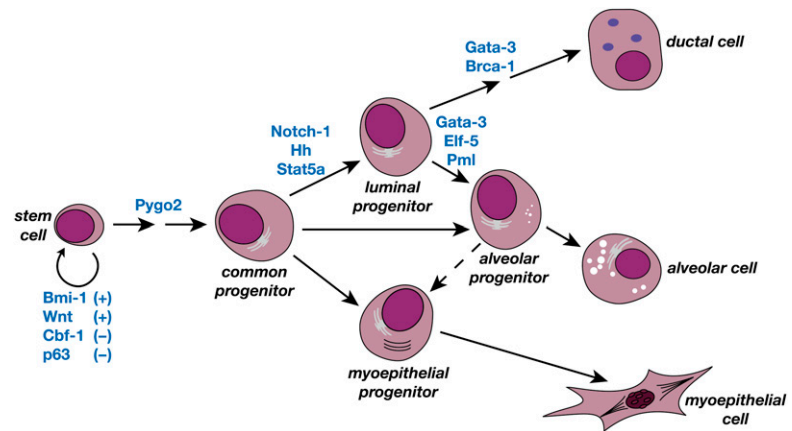 Gata-3
Brca-1
ductal cell
Notch-1
Hh
Stat5a
Gata-3
Elf-5
Pml
luminal
progenitor
stem
cell
Pygo2
common
progenitor
alveolar
progenitor
alveolar cell
Bmi-1 (+)
Wnt (+)
Cbf-1 (–)
p63 (–)
myoepithelial
progenitor
myoepithelial
cell